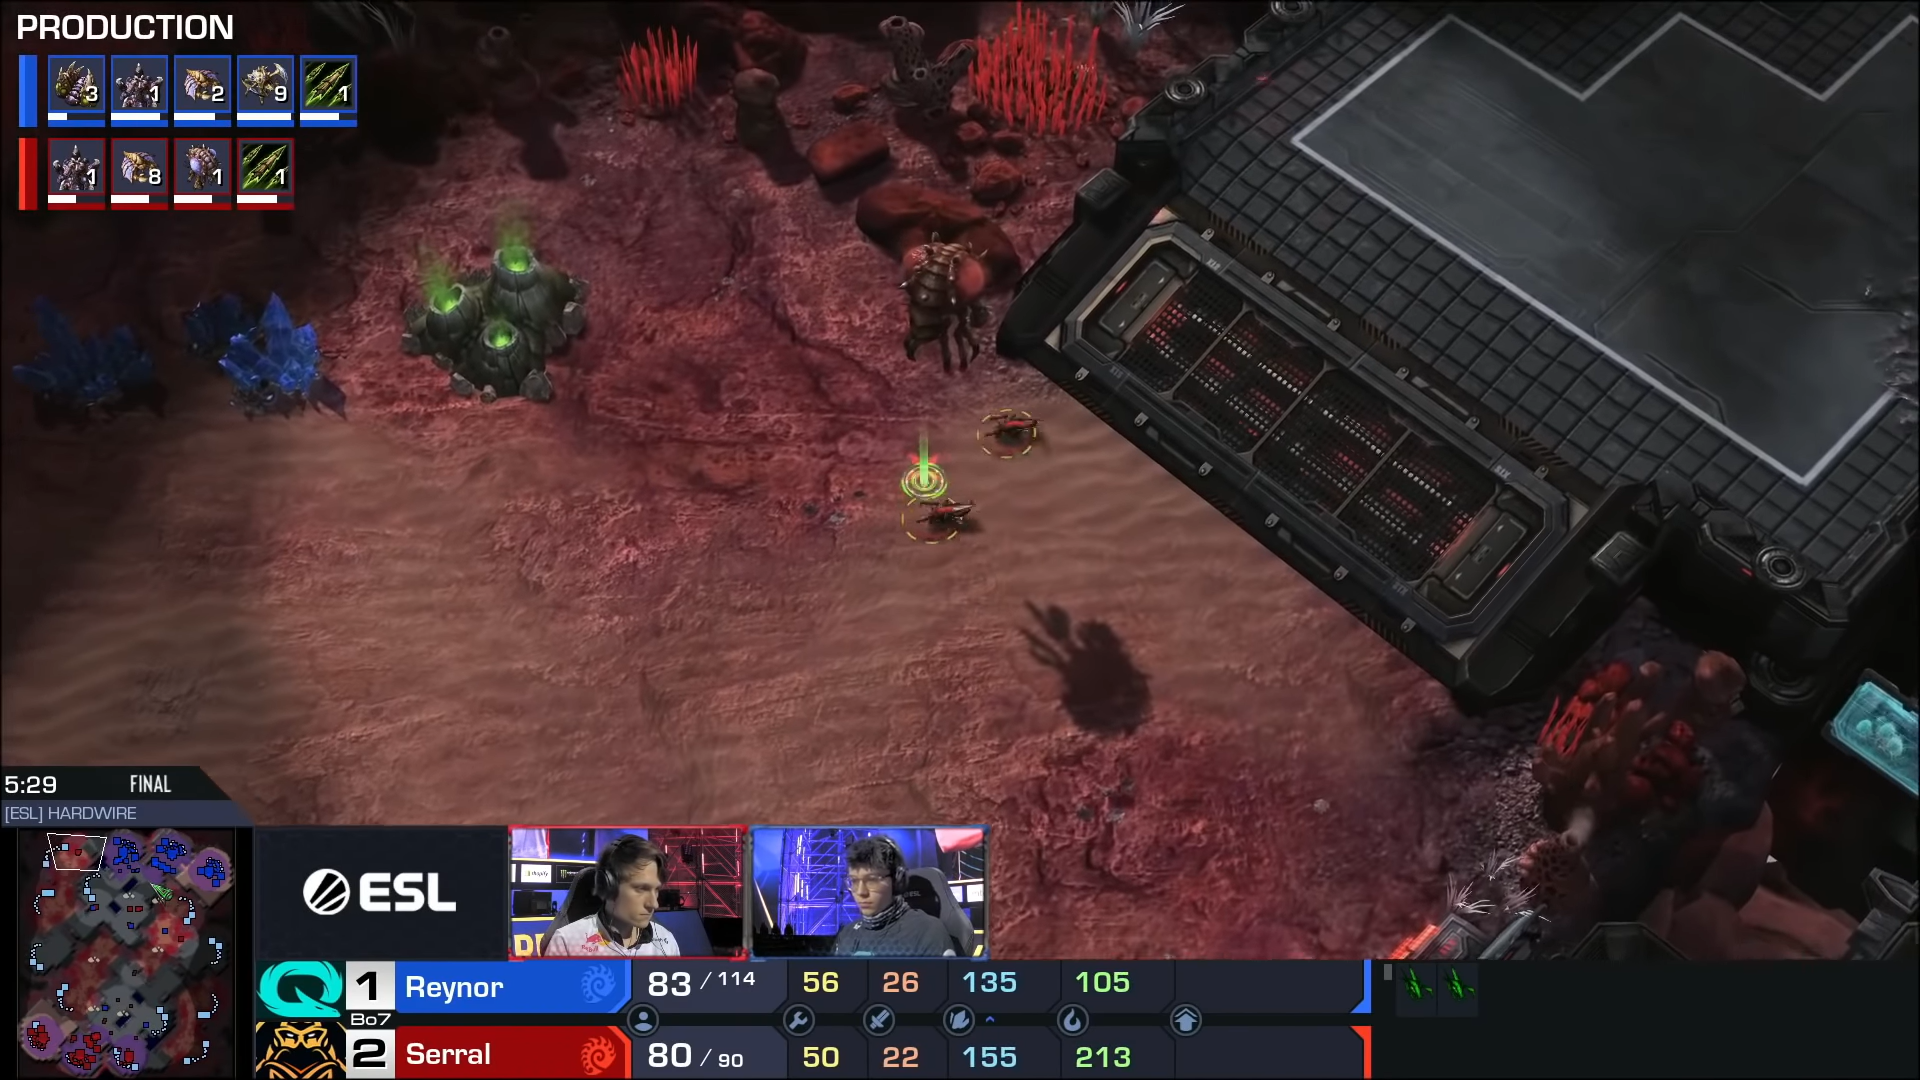 PRODUCTION
3 1 2 9 1
1 8 1 1
5:29 FINAL
[ESL] HARDWIRE
ESL
1 Reynor 83 / 114 56 26 135 105
Bo7
2 Serral 80 / 90 50 22 155 213